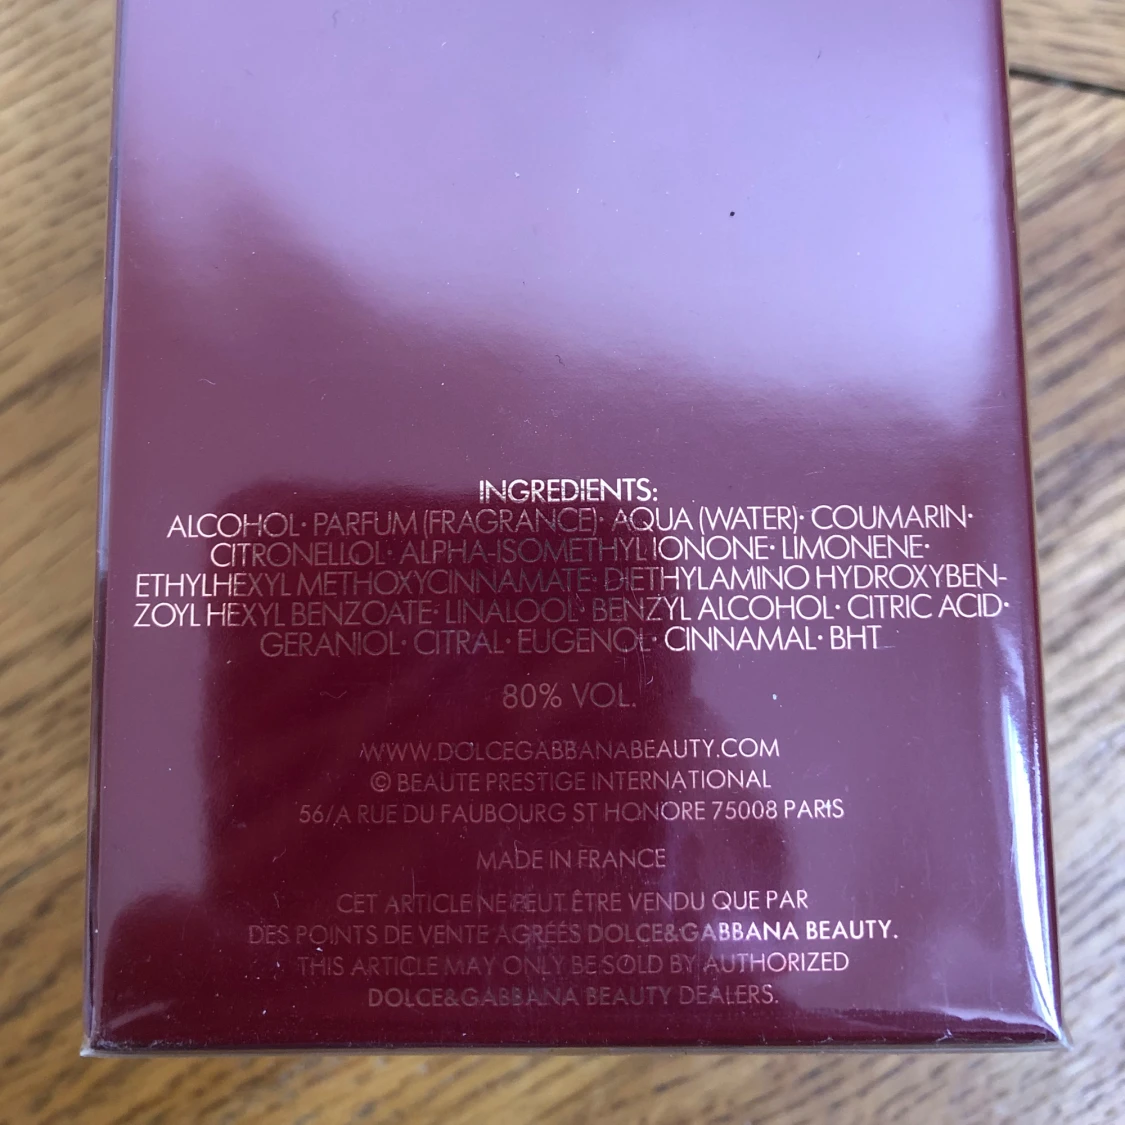 INGREDIENTS:
ALCOHOL· PARFUM (FRAGRANCE)· AQUA (WATER)· COUMARIN·
CITRONELLOL· ALPHA-ISOMETHYL IONONE· LIMONENE·
ETHYLHEXYL METHOXYCINNAMATE· DIETHYLAMINO HYDROXYBEN-
ZOYL HEXYL BENZOATE· LINALOOL· BENZYL ALCOHOL· CITRIC ACID·
GERANIOL· CITRAL· EUGENOL· CINNAMAL· BHT
80% VOL.
WWW.DOLCEGABBANABEAUTY.COM
© BEAUTE PRESTIGE INTERNATIONAL
56/A RUE DU FAUBOURG ST HONORE 75008 PARIS
MADE IN FRANCE
CET ARTICLE NE PEUT ÊTRE VENDU QUE PAR
DES POINTS DE VENTE AGRÉÉS DOLCE&GABBANA BEAUTY.
THIS ARTICLE MAY ONLY BE SOLD BY AUTHORIZED
DOLCE&GABBANA BEAUTY DEALERS.